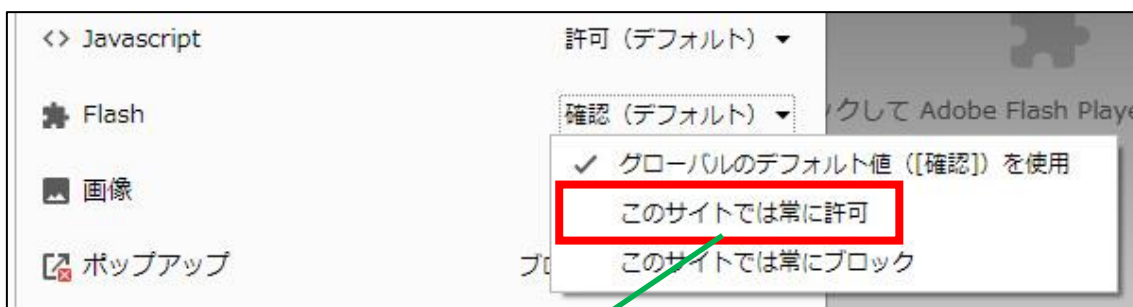 <> Javascript 許可（デフォルト）
Flash 確認（デフォルト）
クして Adobe Flash Playe
✓ グローバルのデフォルト値（[確認]）を使用
画像
このサイトでは常に許可
ポップアップ ブロ
このサイトでは常にブロック